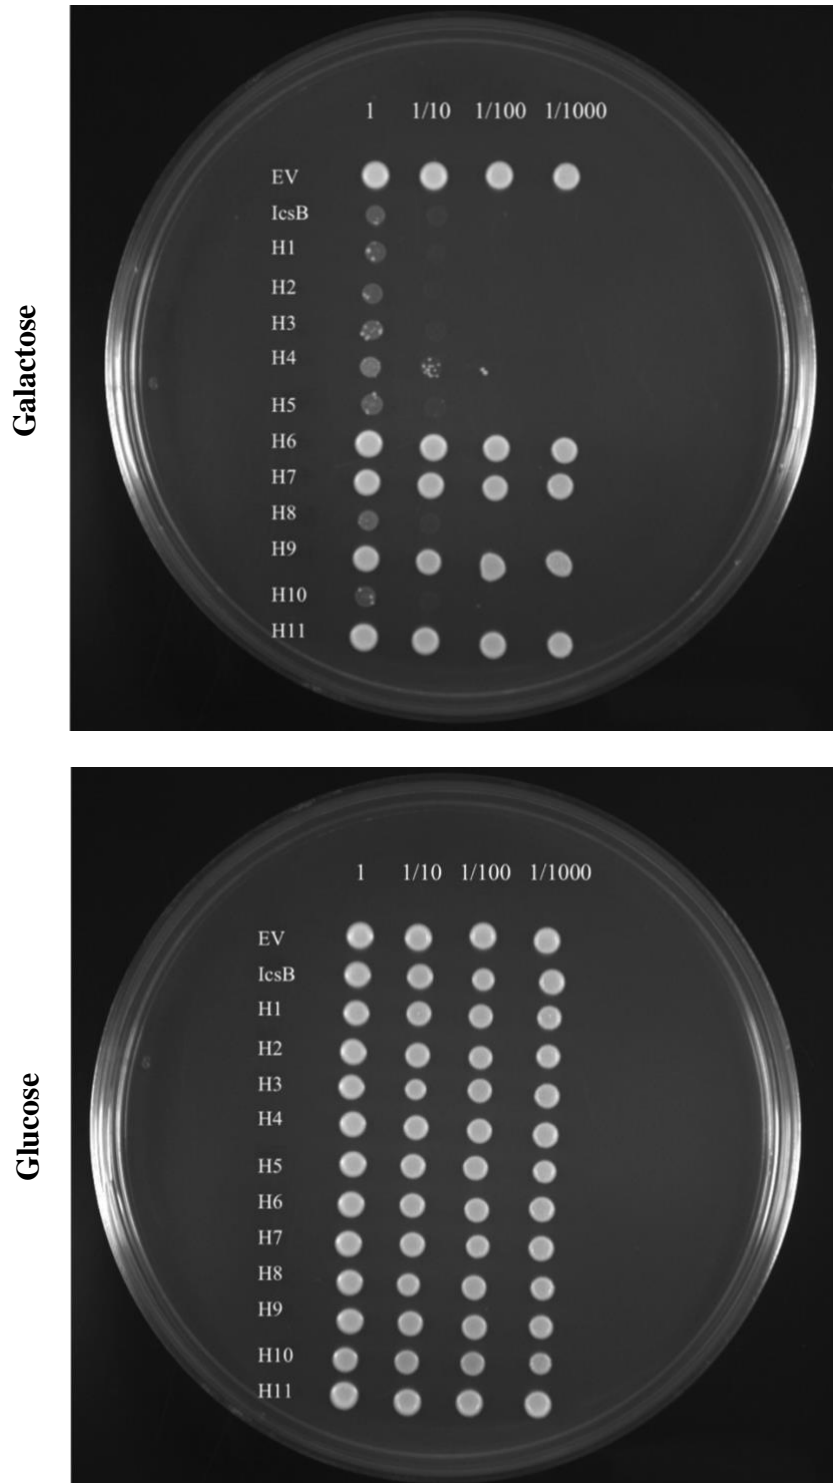 Galactose
1 1/10 1/100 1/1000
EV
IcsB
H1
H2
H3
H4
H5
H6
H7
H8
H9
H10
H11
Glucose
1 1/10 1/100 1/1000
EV
IcsB
H1
H2
H3
H4
H5
H6
H7
H8
H9
H10
H11